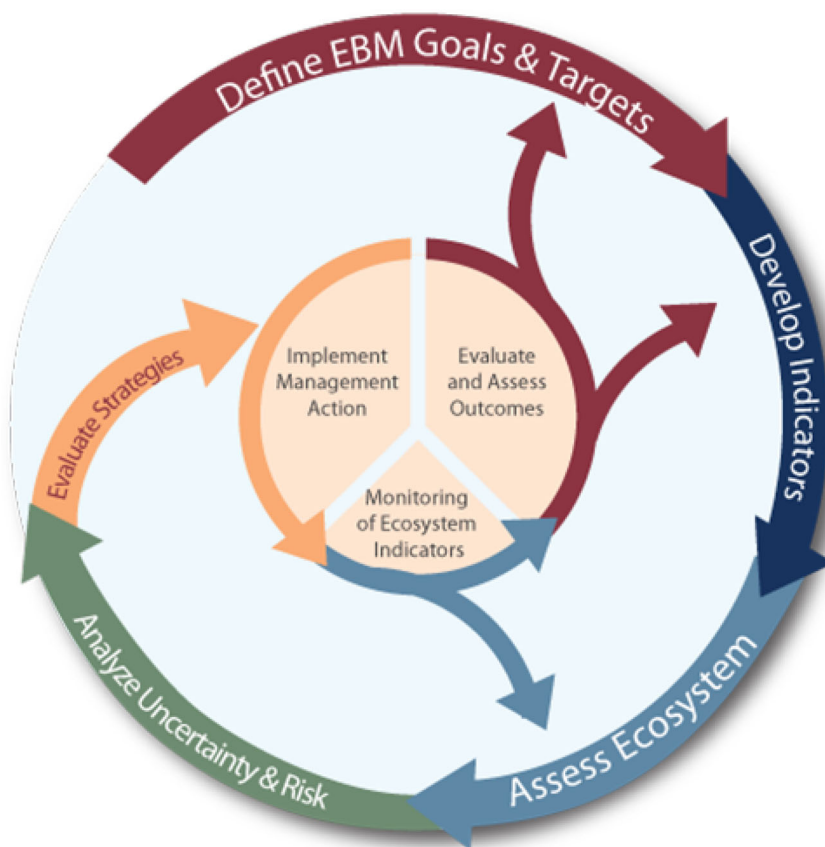 Define EBM Goals & Targets
Develop Indicators
Assess Ecosystem
Analyze Uncertainty & Risk
Evaluate Strategies
Implement
Management
Action
Evaluate
and Assess
Outcomes
Monitoring
of Ecosystem
Indicators